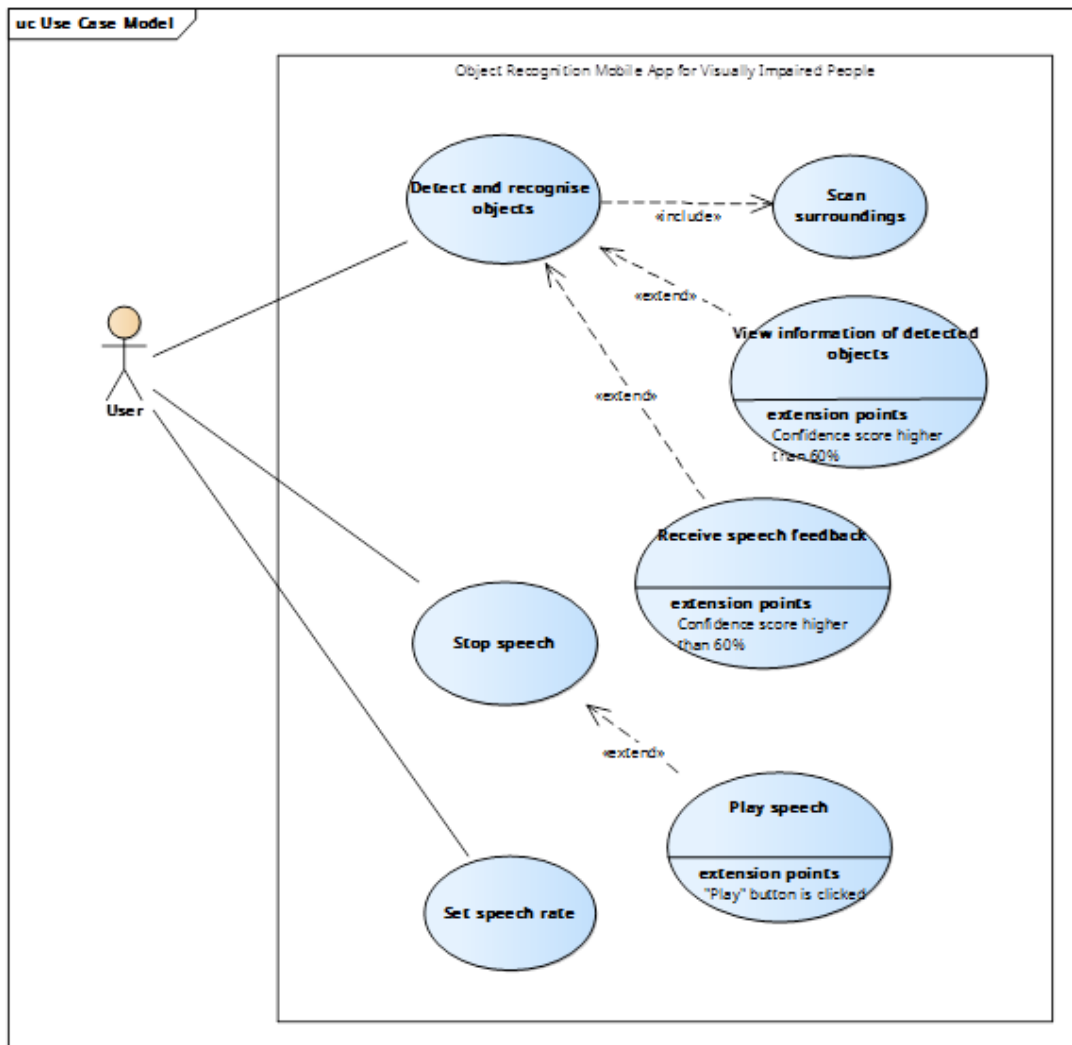 uc Use Case Model
Object Recognition Mobile App for Visually Impaired People
Detect and recognise
objects
Scan
surroundings
«include»
«extend»
View information of detected
objects
extension points
Confidence score higher
than 60%
User
«extend»
Receive speech feedback
extension points
Confidence score higher
than 60%
Stop speech
«extend»
Play speech
extension points
"Play" button is clicked
Set speech rate